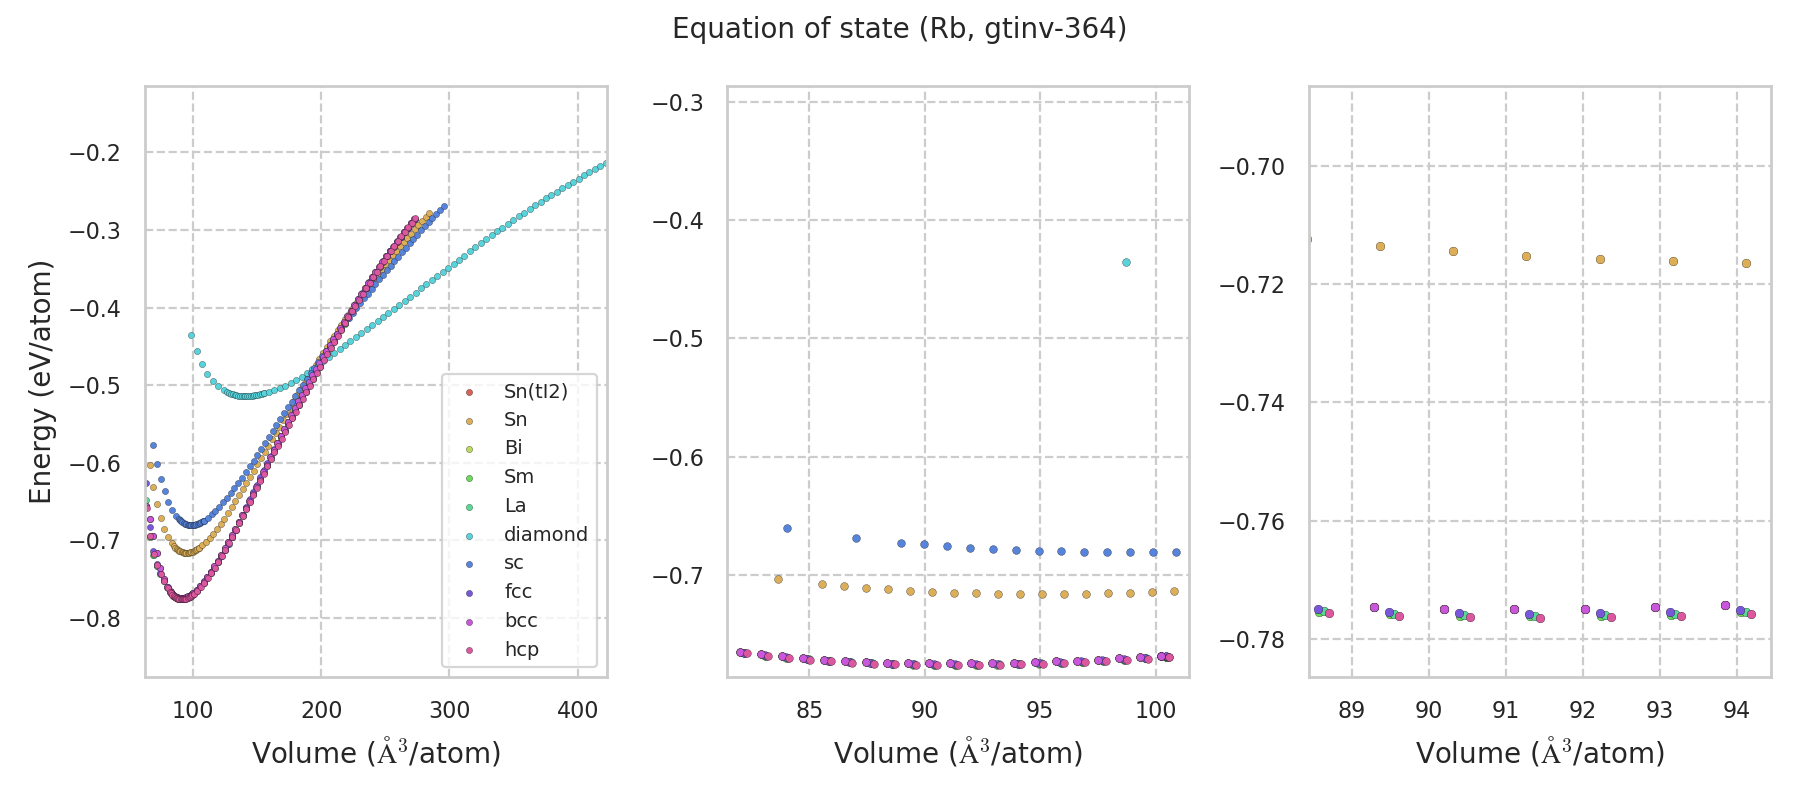 Equation of state (Rb, gtinv-364)
Energy (eV/atom)
−0.2
−0.3
−0.4
−0.5
−0.6
−0.7
−0.8
100 200 300 400
Volume (Å³/atom)
Sn(tI2)
Sn
Bi
Sm
La
diamond
sc
fcc
bcc
hcp
−0.3
−0.4
−0.5
−0.6
−0.7
85 90 95 100
Volume (Å³/atom)
−0.70
−0.72
−0.74
−0.76
−0.78
89 90 91 92 93 94
Volume (Å³/atom)